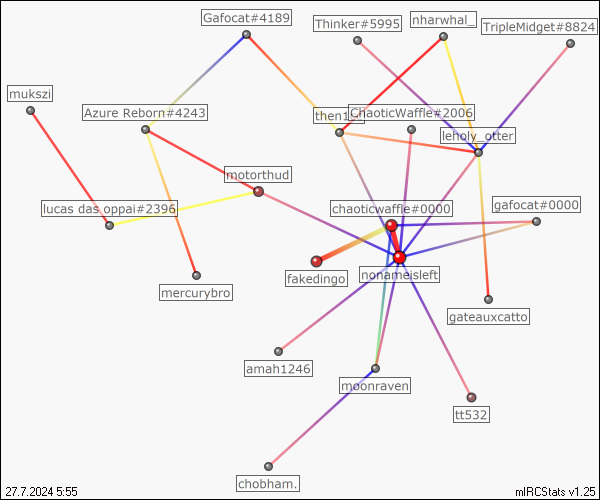 Gafocat#4189
Thinker#5995
nharwhal_
TripleMidget#8824
mukszi
Azure Reborn#4243
ChaoticWaffle#2006
leholy_otter
motorthud
lucas das oppai#2396
chaoticwaffle#0000
gafocat#0000
nonameisleft
fakedingo
mercurybro
gateauxcatto
amah1246
moonraven
tt532
chobham.
27.7.2024 5:55
mIRCStats v1.25